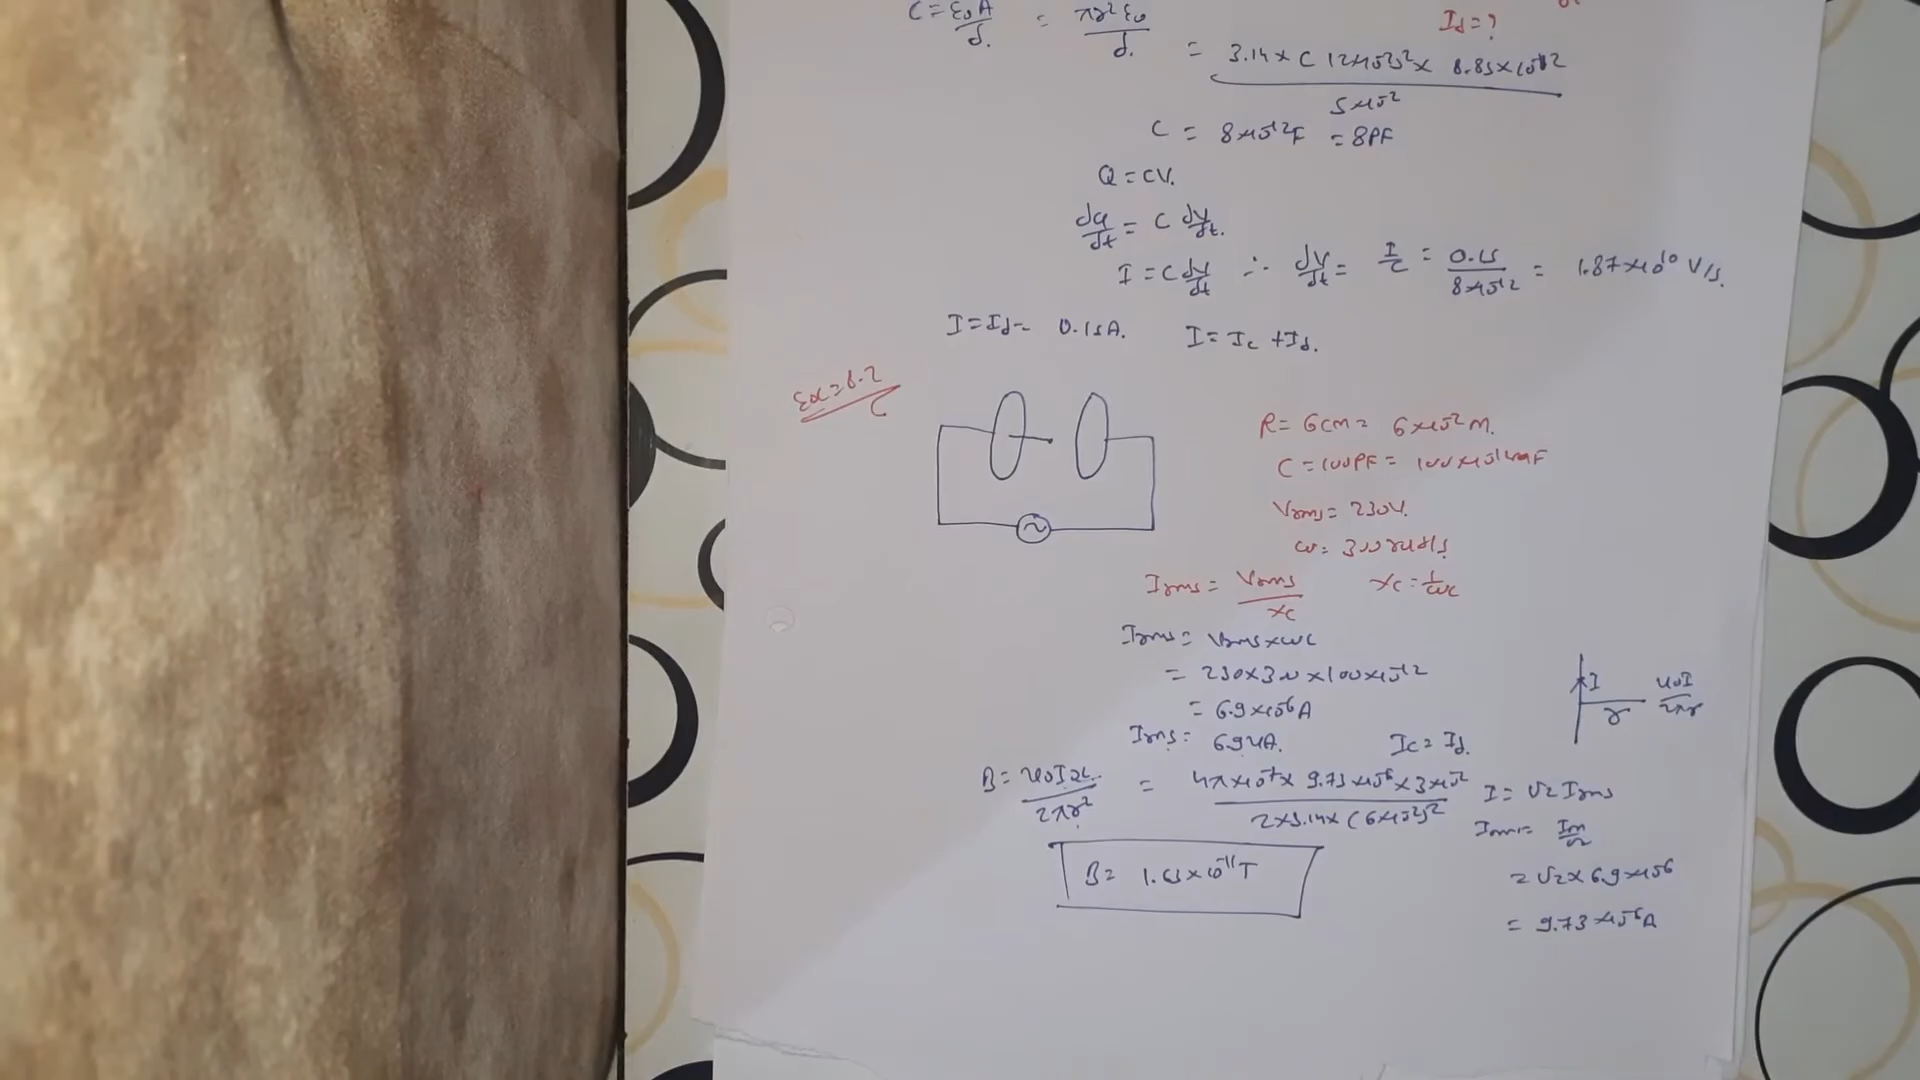 C = ε0A/d. = πr²ε0/d.
Id = ?
= 3.14 × (12×10⁻²)² × 8.85×10⁻¹² / 5×10⁻²
C = 8×10⁻¹²F = 8PF
Q = CV.
dq/dt = C dV/dt.
I = C dV/dt ∴ dV/dt = I/C = 0.15/8×10⁻¹² = 1.87×10¹⁰ V/s.
I = Id = 0.15A. I = Ic + Id.
Ex = 8.2
R = 6cm = 6×10⁻²m.
C = 100PF = 100×10⁻¹²F
Vrms = 230V.
ω = 300 rad/s.
Irms = Vrms/Xc Xc = 1/ωC
Irms = Vrms×ωC
= 230×300×100×10⁻¹²
= 6.9×10⁻⁶A
I r μ0I/2πr
Irms = 6.9μA. Ic = Id.
B = μ0Ir/2πr² = 4π×10⁻⁷× 9.73×10⁻⁶×3×10⁻² / 2×3.14×(6×10⁻²)²
I = √2 Irms
Irms = Im/√2
B = 1.63×10⁻¹¹T
= √2×6.9×10⁻⁶
= 9.73×10⁻⁶A